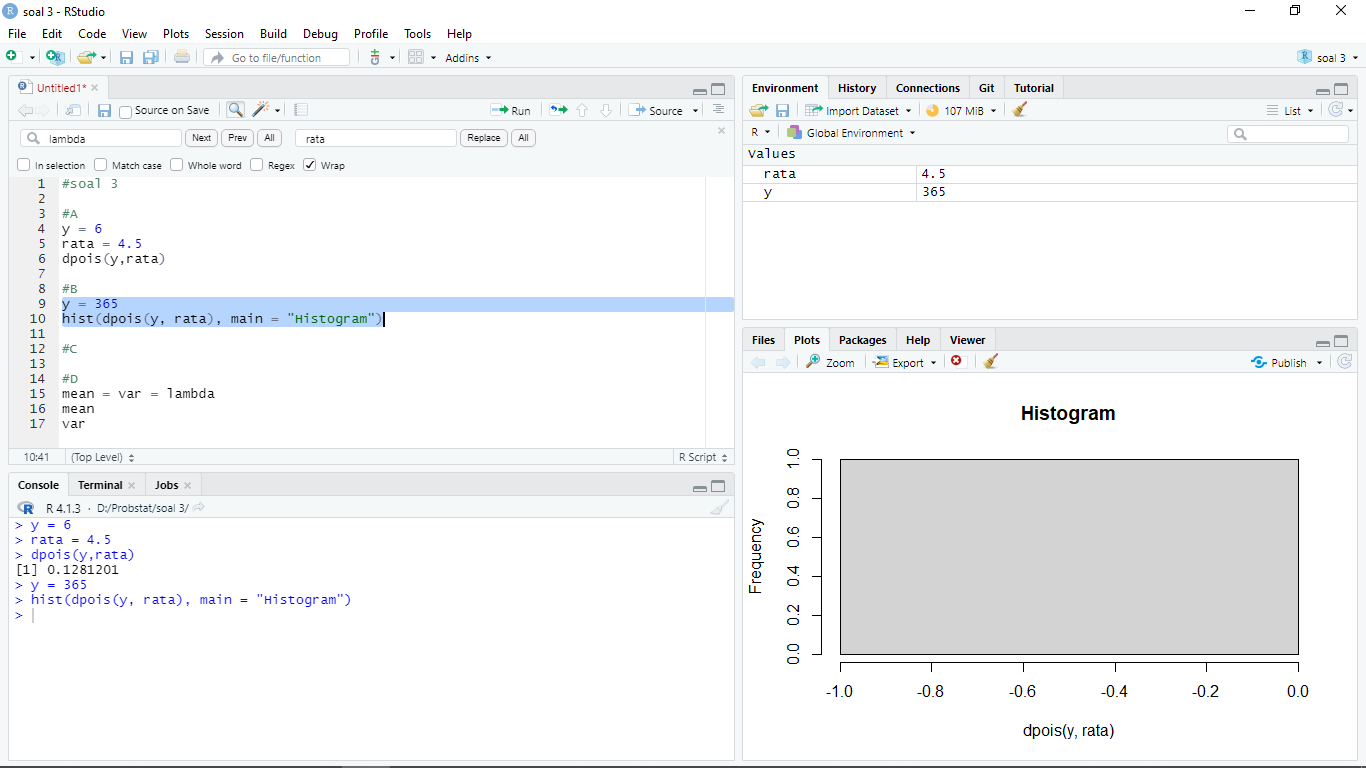 soal 3 - RStudio
File Edit Code View Plots Session Build Debug Profile Tools Help
Go to file/function Addins soal 3
Untitled1*
Source on Save Run Source
lambda Next Prev All rata Replace All
In selection Match case Whole word Regex Wrap
1 #soal 3
2
3 #A
4 y = 6
5 rata = 4.5
6 dpois(y,rata)
7
8 #B
9 y = 365
10 hist(dpois(y, rata), main = "Histogram")
11
12 #C
13
14 #D
15 mean = var = lambda
16 mean
17 var
10:41 (Top Level) R Script
Console Terminal Jobs
R 4.1.3 · D:/Probstat/soal 3/
> y = 6
> rata = 4.5
> dpois(y,rata)
[1] 0.1281201
> y = 365
> hist(dpois(y, rata), main = "Histogram")
>
Environment History Connections Git Tutorial
Import Dataset 107 MiB List
R Global Environment
Values
rata 4.5
y 365
Files Plots Packages Help Viewer
Zoom Export Publish
Histogram
Frequency
1.0
0.8
0.6
0.4
0.2
0.0
-1.0 -0.8 -0.6 -0.4 -0.2 0.0
dpois(y, rata)